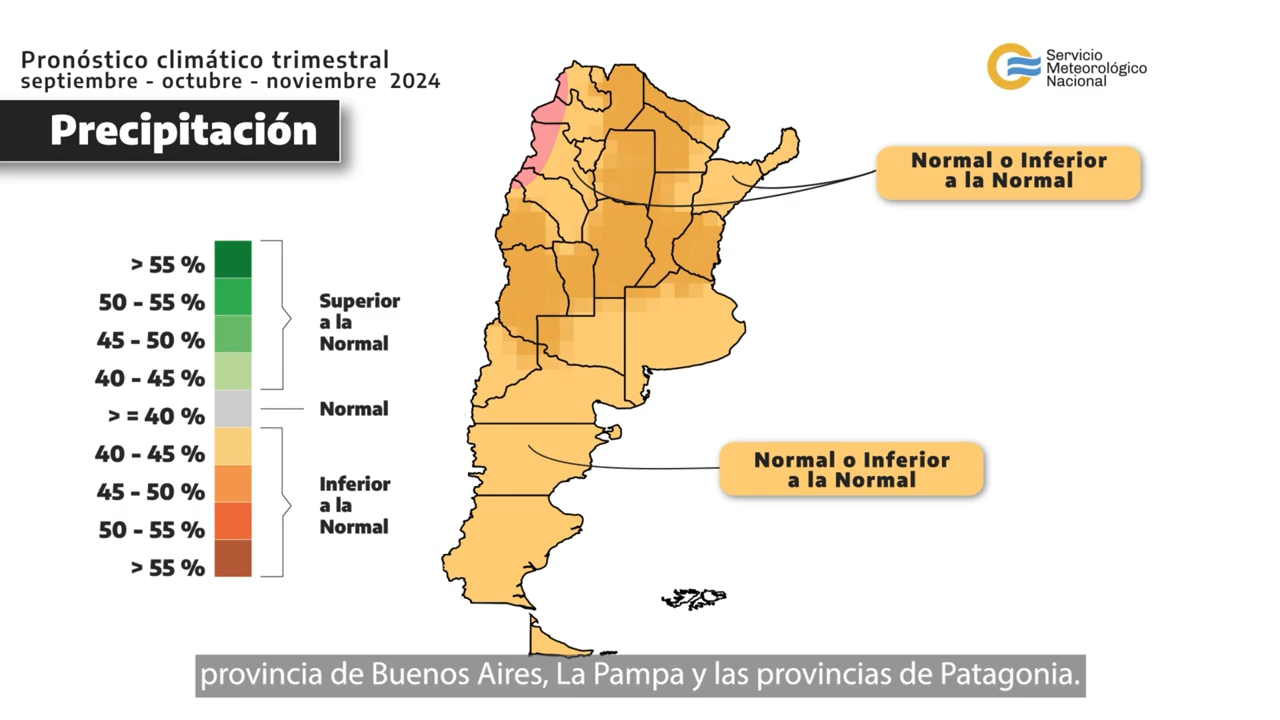 Pronóstico climático trimestral
septiembre - octubre - noviembre 2024
Precipitación
Servicio
Meteorológico
Nacional
Normal o Inferior
a la Normal
> 55 %
50 - 55 %
45 - 50 %
40 - 45 %
> = 40 %
40 - 45 %
45 - 50 %
50 - 55 %
> 55 %
Superior
a la
Normal
Normal
Inferior
a la
Normal
Normal o Inferior
a la Normal
provincia de Buenos Aires, La Pampa y las provincias de Patagonia.